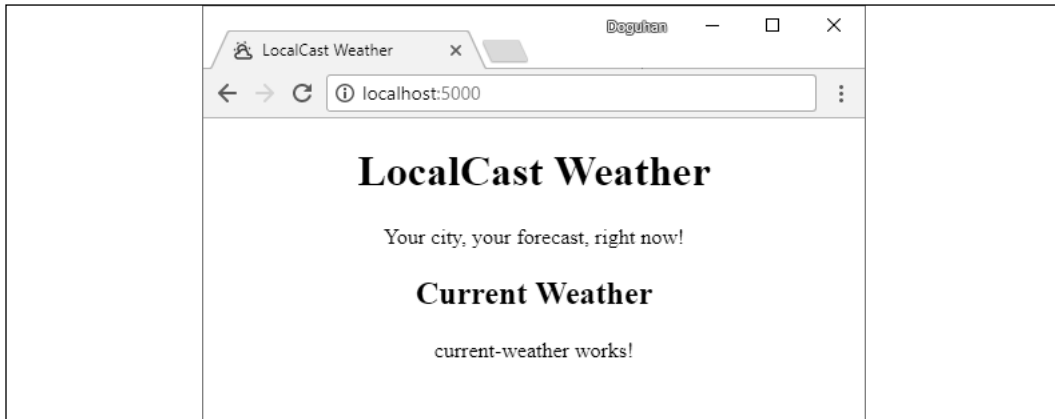 Doguhan
LocalCast Weather
localhost:5000
LocalCast Weather
Your city, your forecast, right now!
Current Weather
current-weather works!